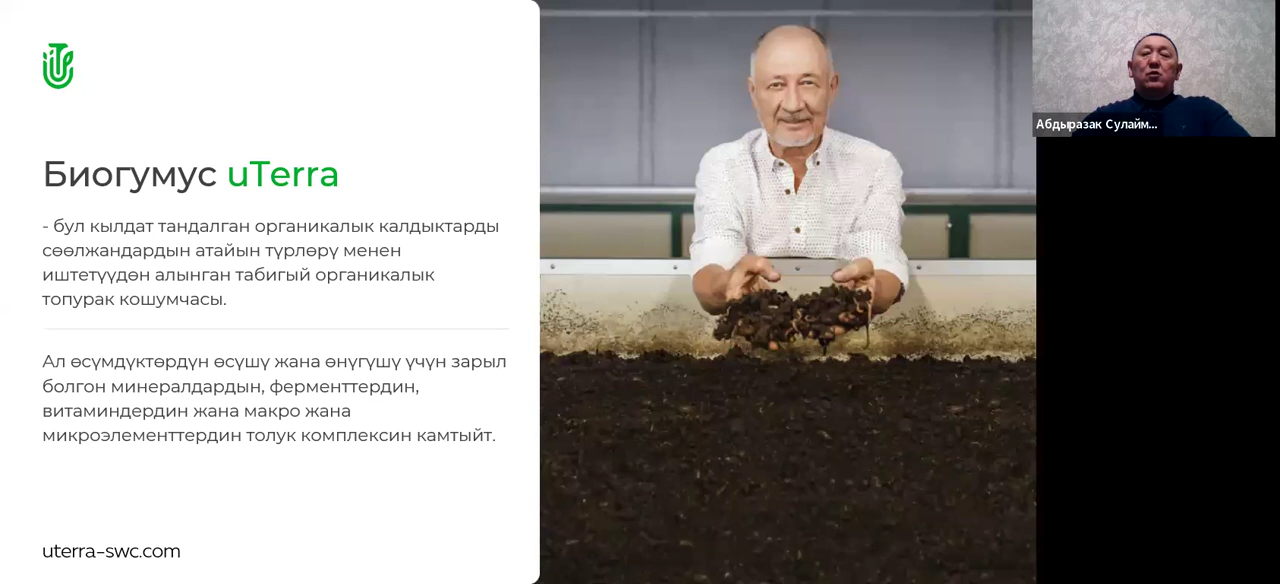 Биогумус uTerra
- бул кылдат тандалган органикалык калдыктарды
сөөлжандардын атайын түрлөрү менен
иштетүүдөн алынган табигый органикалык
топурак кошумчасы.
Ал өсүмдүктөрдүн өсүшү жана өнүгүшү үчүн зарыл
болгон минералдардын, ферменттердин,
витаминдердин жана макро жана
микроэлементтердин толук комплексин камтыйт.
uterra-swc.com
Абдыразак Сулайм...